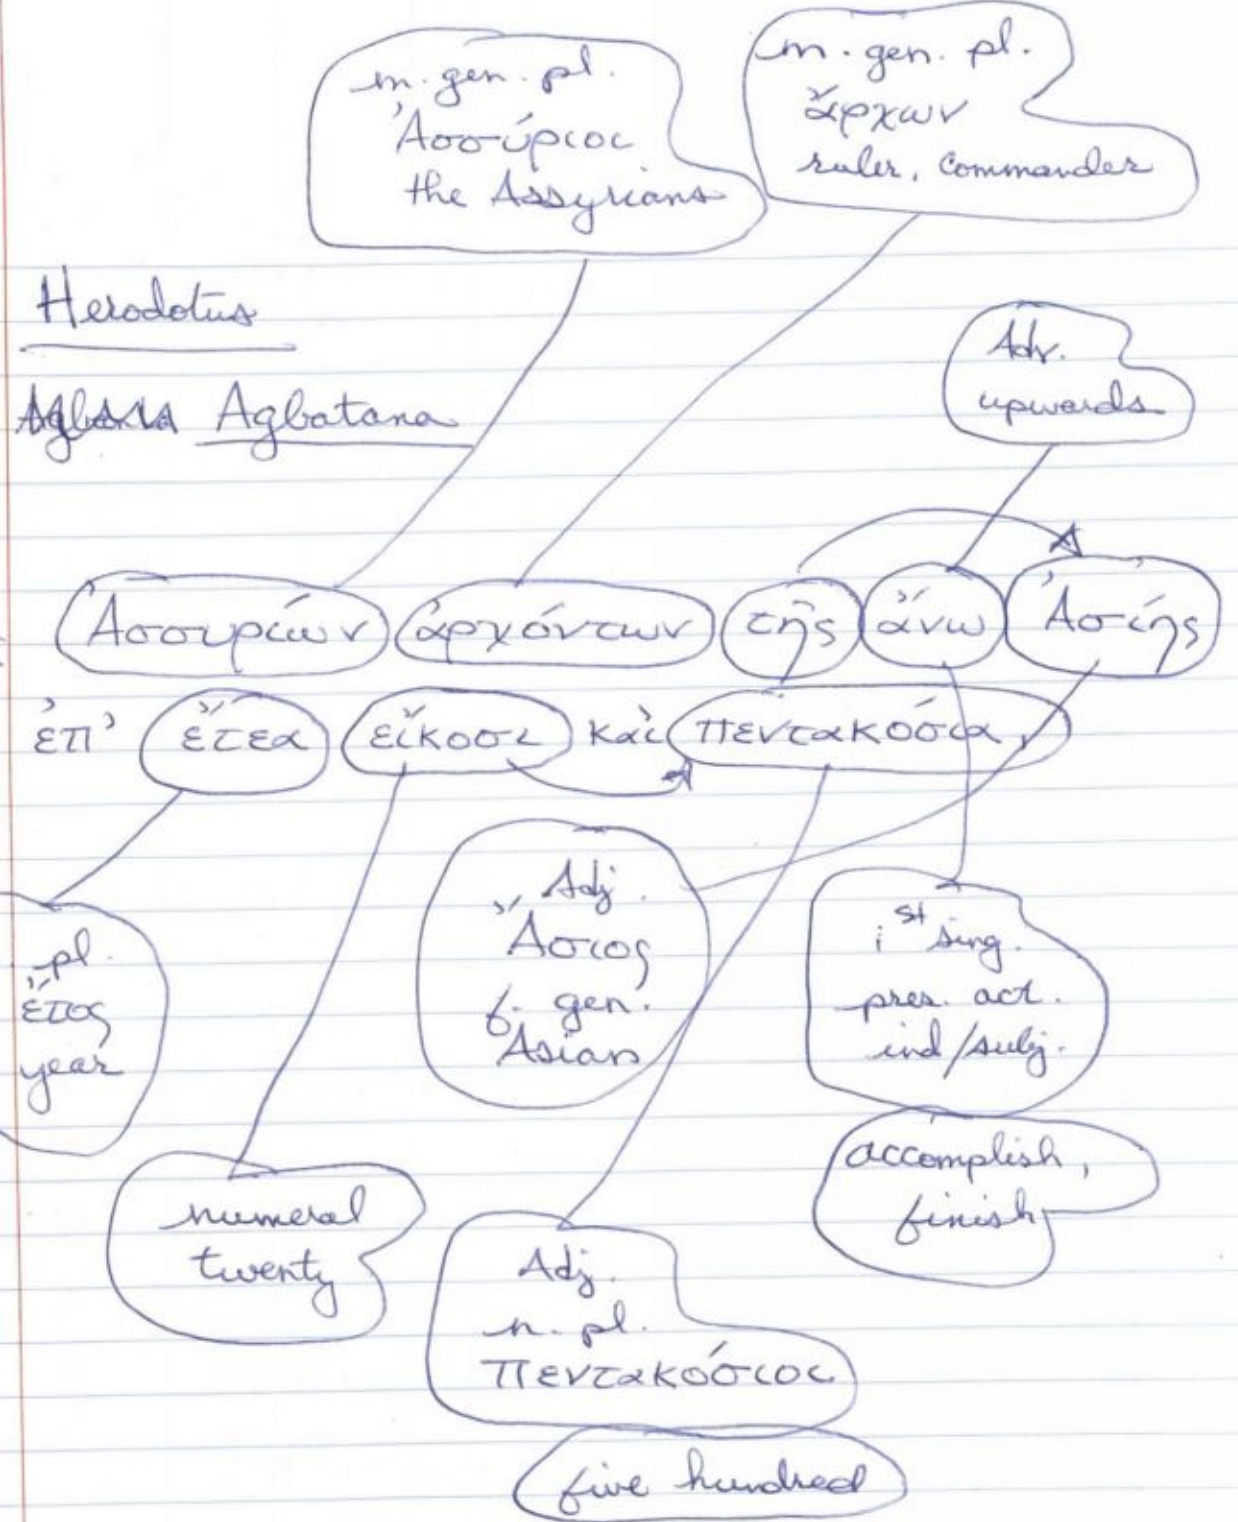 m. gen. pl.
Ἀσσύριοι
the Assyrians
m. gen. pl.
ἄρχων
ruler, commander
Herodotus
Agbatana
Adv.
upwards
Ἀσσυρίων ἀρχόντων τῆς ἄνω Ἀσίης
ἐπ' ἔτεα εἴκοσι καὶ πεντακόσια,
pl.
ἔτος
year
Adj.
Ἄσιος
f. gen.
Asian
1st sing.
pres. act.
ind/subj.
accomplish,
finish
numeral
twenty
Adj.
n. pl.
πεντακόσιοι
five hundred